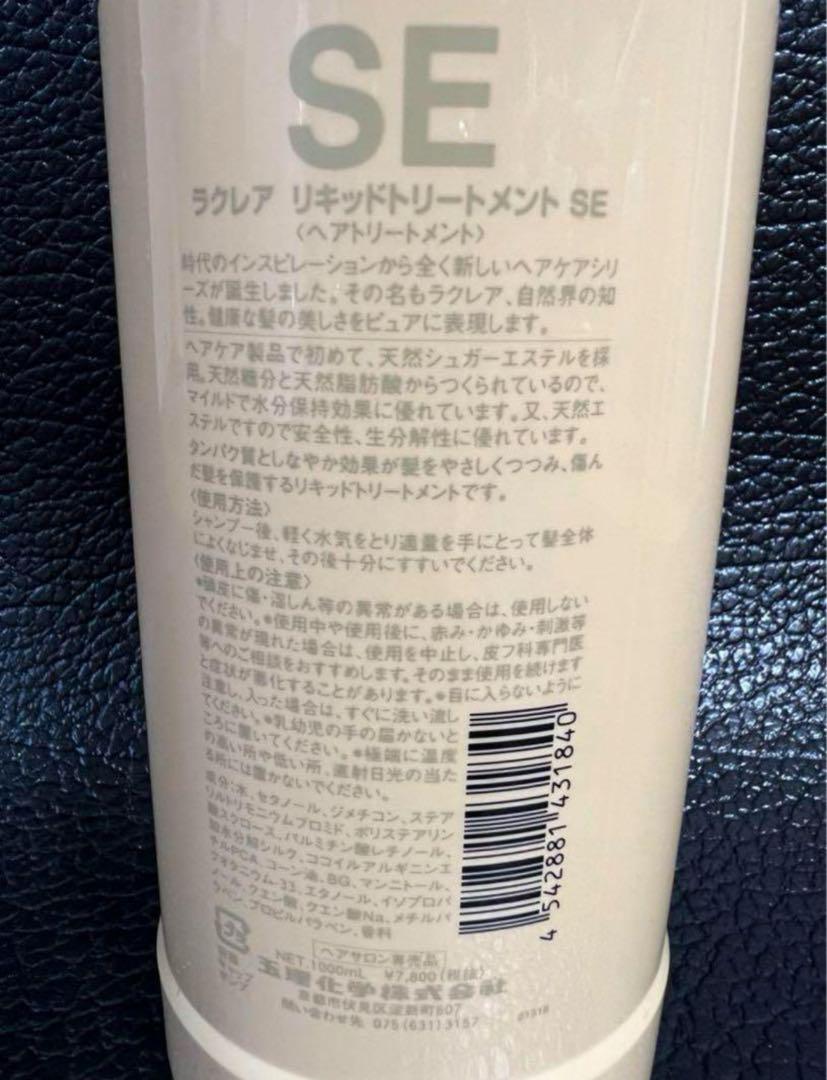 SE
ラクレア リキッドトリートメント SE
〈ヘアトリートメント〉
時代のインスピレーションから全く新しいヘアケアシリ
ーズが誕生しました。その名もラクレア、自然界の知
性。健康な髪の美しさをピュアに表現します。
ヘアケア製品で初めて、天然シュガーエステルを採
用。天然糖分と天然脂肪酸からつくられているので、
マイルドで水分保持効果に優れています。又、天然エ
ステルですので安全性、生分解性に優れています。
タンパク質としなやか効果が髪をやさしくつつみ、傷ん
だ髪を保護するリキッドトリートメントです。
〈使用方法〉
シャンプー後、軽く水気をとり適量を手にとって髪全体
によくなじませ、その後十分にすすいでください。
〈使用上の注意〉
*頭皮に傷・湿しん等の異常がある場合は、使用しない
でください。*使用中や使用後に、赤み・かゆみ・刺激等
の異常が現れた場合は、使用を中止し、皮フ科専門医
等へのご相談をおすすめします。そのまま使用を続けます
と症状が悪化することがあります。*目に入らないように
注意し、入った場合は、すぐに洗い流し
てください。*乳幼児の手の届かないと
ころに置いてください。*極端に温度
の高い所や低い所、直射日光の当た
る所には置かないでください。
成分:水、セタノール、ジメチコン、ステア
リルトリモニウムブロミド、ポリステアリン
酸スクロース、パルミチン酸レチノール、
加水分解シルク、ココイルアルギニンエ
チルPCA、コーン油、BG、マンニトール、
クオタニウム-33、エタノール、イソプロパ
ノール、クエン酸、クエン酸Na、メチルパ
ラベン、プロピルパラベン、香料
4 542881 431840
ヘアサロン専売品
NET.1000mL ¥7,800(税抜)
玉理化学株式会社
京都市伏見区淀新町607
問い合わせ先 075(631)3157
プラ